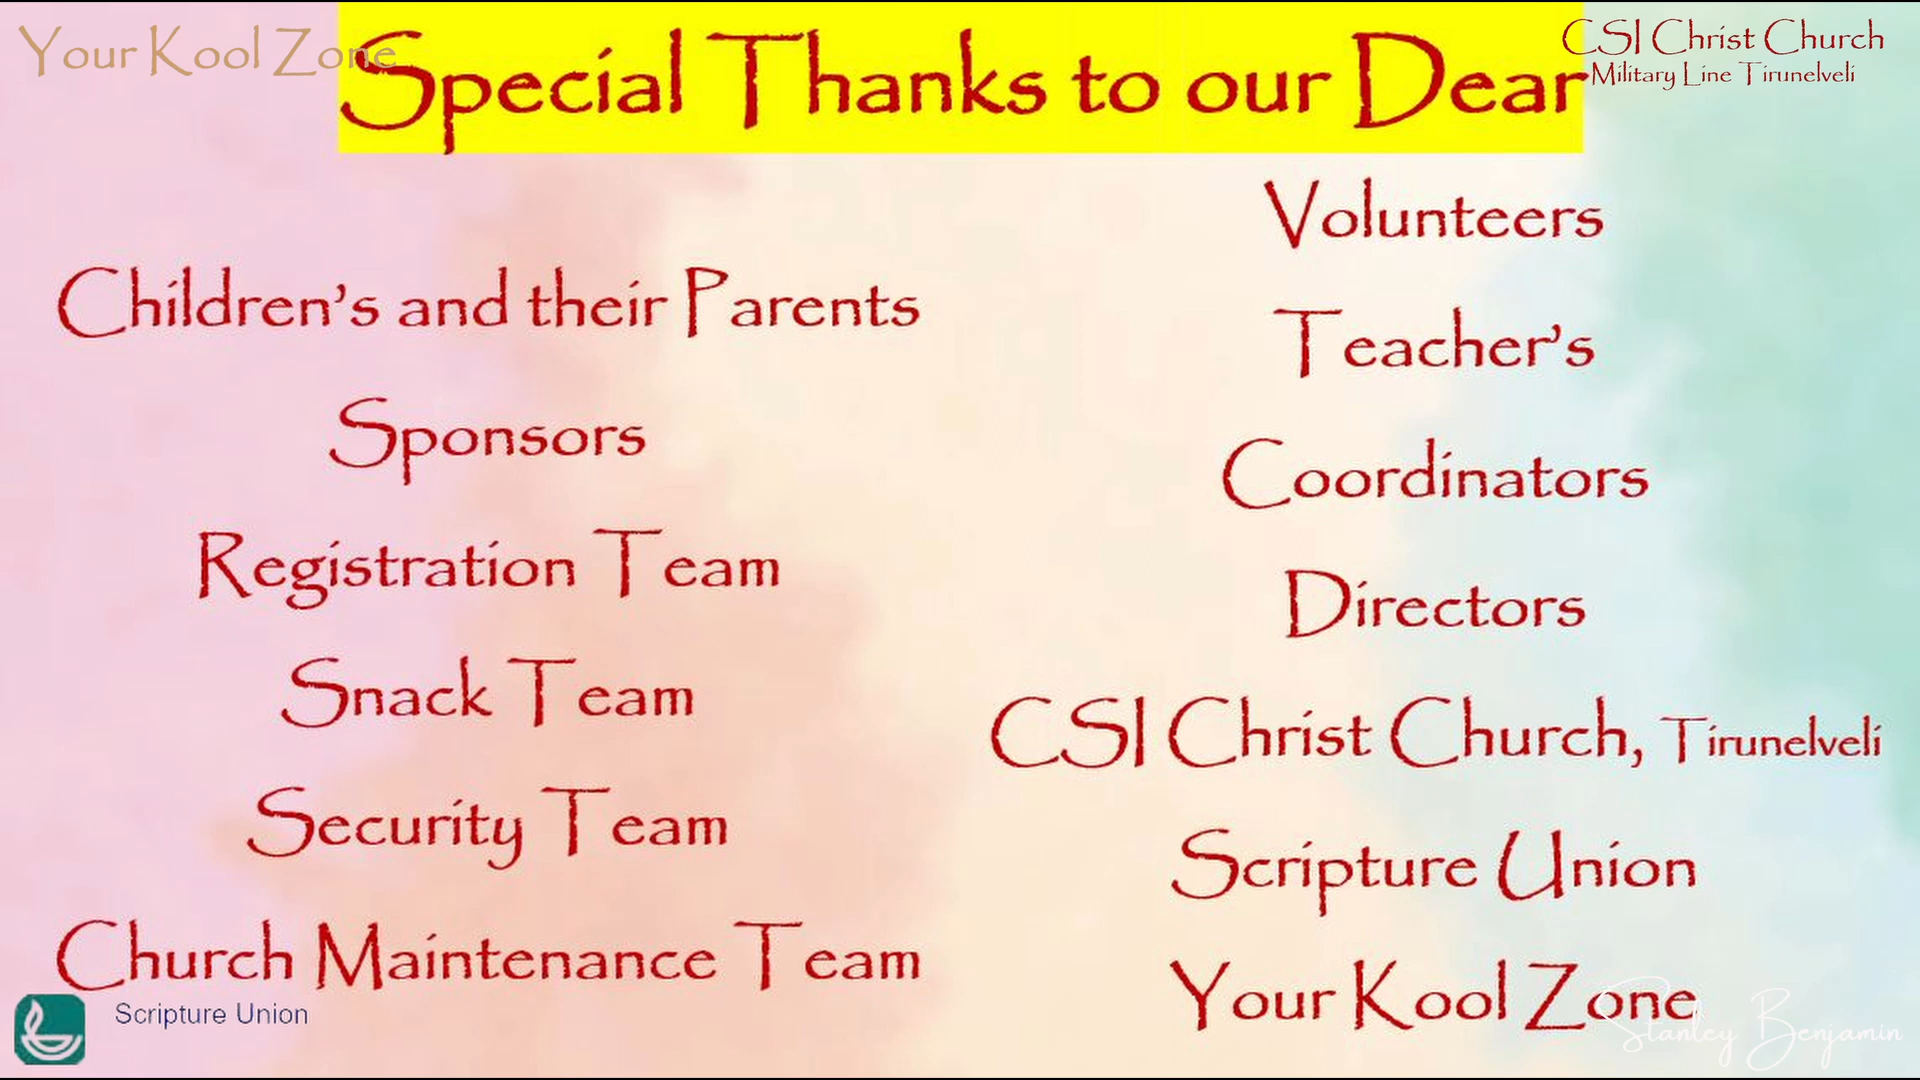 Your Kool Zone
Special Thanks to our Dear
CSI Christ Church
Military Line Tirunelveli
Children's and their Parents
Sponsors
Registration Team
Snack Team
Security Team
Church Maintenance Team
Volunteers
Teacher's
Coordinators
Directors
CSI Christ Church, Tirunelveli
Scripture Union
Your Kool Zone
Scripture Union
Stanley Benjamin